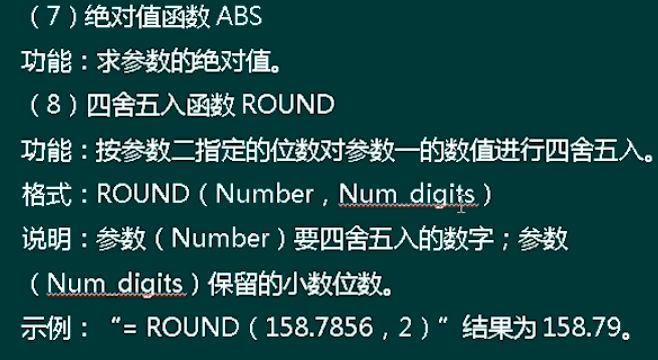 （7）绝对值函数 ABS
功能：求参数的绝对值。
（8）四舍五入函数 ROUND
功能：按参数二指定的位数对参数一的数值进行四舍五入。
格式：ROUND（Number，Num_digits）
说明：参数（Number）要四舍五入的数字；参数
（Num_digits）保留的小数位数。
示例：“= ROUND（158.7856，2）”结果为 158.79。